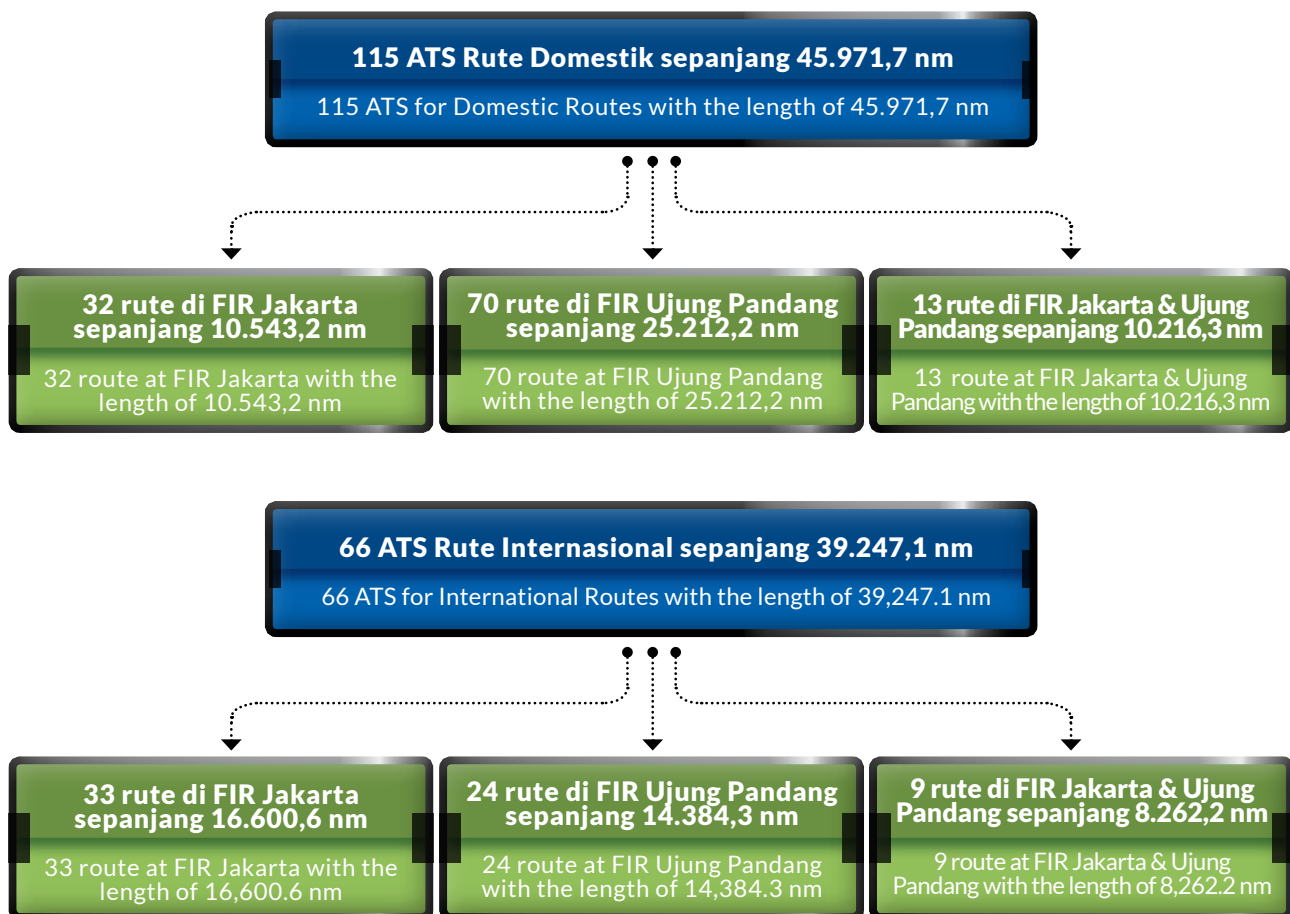 115 ATS Rute Domestik sepanjang 45.971,7 nm
115 ATS for Domestic Routes with the length of 45.971,7 nm
32 rute di FIR Jakarta
sepanjang 10.543,2 nm
32 route at FIR Jakarta with the
length of 10.543,2 nm
70 rute di FIR Ujung Pandang
sepanjang 25.212,2 nm
70 route at FIR Ujung Pandang
with the length of 25.212,2 nm
13 rute di FIR Jakarta & Ujung
Pandang sepanjang 10.216,3 nm
13 route at FIR Jakarta & Ujung
Pandang with the length of 10.216,3 nm
66 ATS Rute Internasional sepanjang 39.247,1 nm
66 ATS for International Routes with the length of 39,247.1 nm
33 rute di FIR Jakarta
sepanjang 16.600,6 nm
33 route at FIR Jakarta with the
length of 16,600.6 nm
24 rute di FIR Ujung Pandang
sepanjang 14.384,3 nm
24 route at FIR Ujung Pandang
with the length of 14,384.3 nm
9 rute di FIR Jakarta & Ujung
Pandang sepanjang 8.262,2 nm
9 route at FIR Jakarta & Ujung
Pandang with the length of 8,262.2 nm